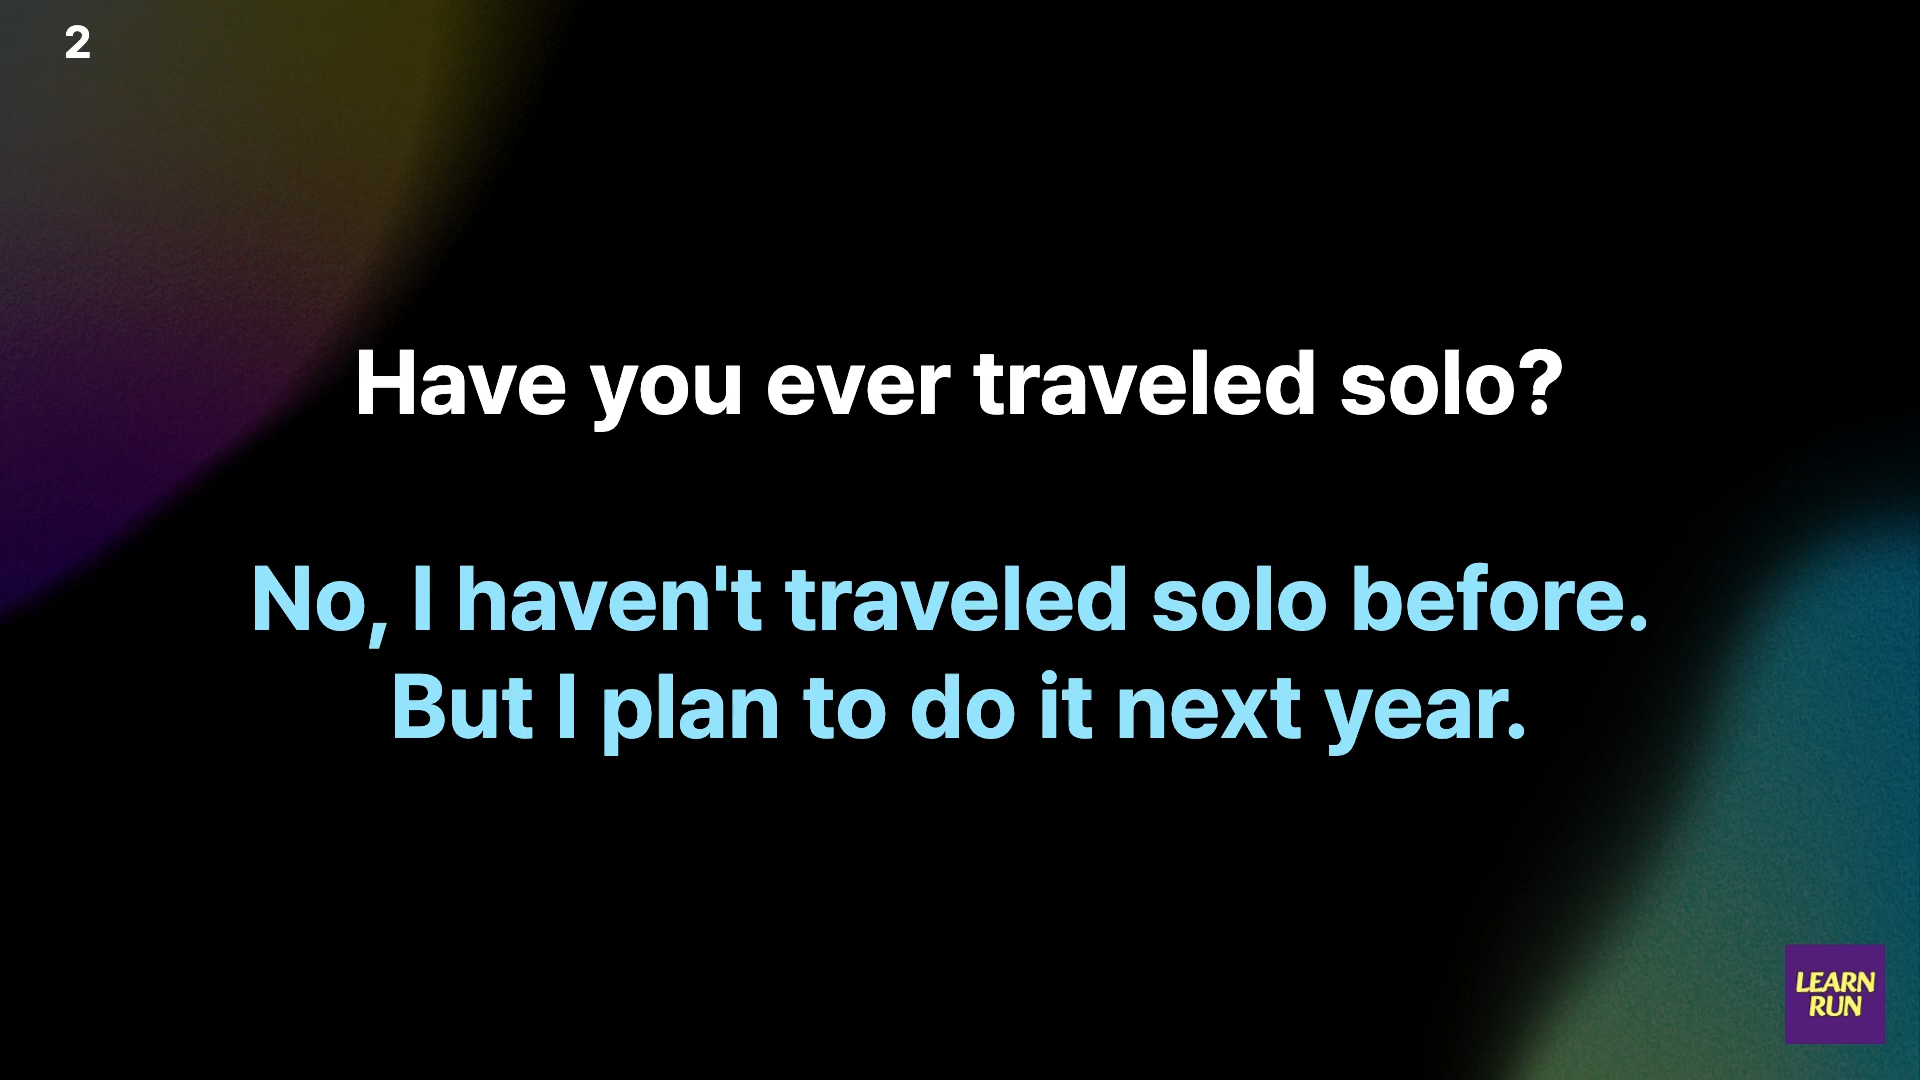 2
Have you ever traveled solo?
No, I haven't traveled solo before.
But I plan to do it next year.
LEARN
RUN